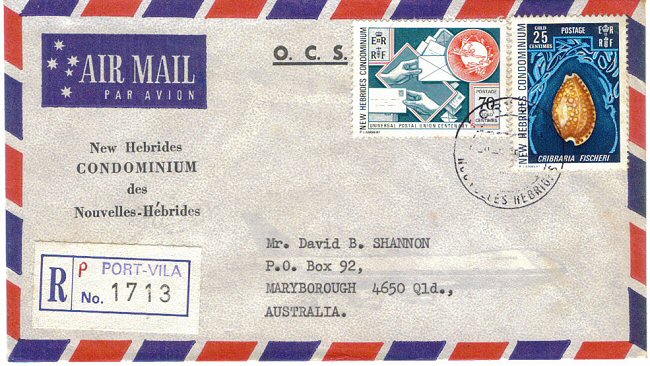 AIR MAIL
PAR AVION
O. C. S.
New Hebrides
CONDOMINIUM
des
Nouvelles-Hébrides
R P PORT-VILA
No. 1713
NEW HEBRIDES CONDOMINIUM
E R
R F
POSTAGE
70 GOLD CENTIMES
UNIVERSAL POSTAL UNION CENTENARY
NEW HEBRIDES CONDOMINIUM
GOLD
25
CENTIMES
POSTAGE
E R
R F
CRIBRARIA FISCHERI
NOUVELLES HEBRIDES
Mr. David B. SHANNON
P.O. Box 92,
MARYBOROUGH 4650 Qld.,
AUSTRALIA.